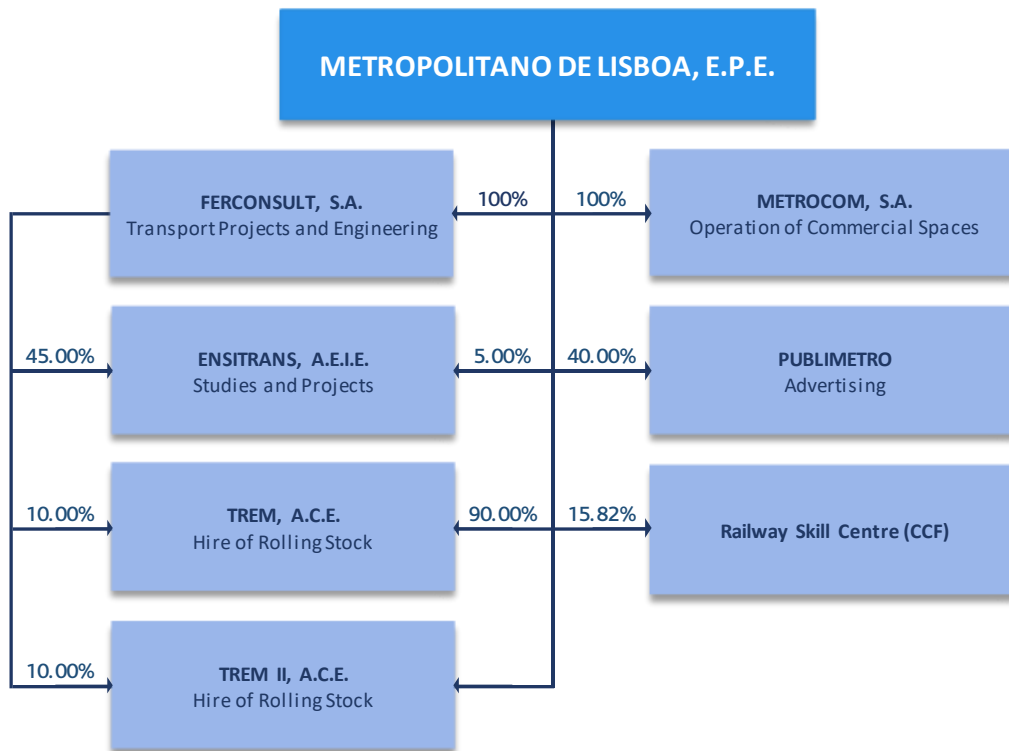 METROPOLITANO DE LISBOA, E.P.E.
FERCONSULT, S.A.
Transport Projects and Engineering
100%
100%
METROCOM, S.A.
Operation of Commercial Spaces
45.00%
ENSITRANS, A.E.I.E.
Studies and Projects
5.00%
40.00%
PUBLIMETRO
Advertising
10.00%
TREM, A.C.E.
Hire of Rolling Stock
90.00%
15.82%
Railway Skill Centre (CCF)
10.00%
TREM II, A.C.E.
Hire of Rolling Stock